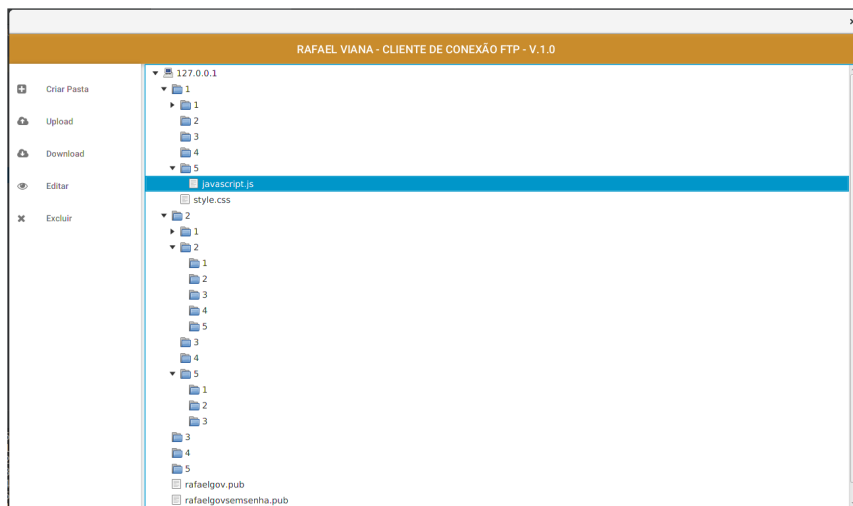 x
RAFAEL VIANA - CLIENTE DE CONEXÃO FTP - V.1.0
Criar Pasta
Upload
Download
Editar
Excluir
127.0.0.1
1
1
2
3
4
5
javascript.js
style.css
2
1
2
1
2
3
4
5
3
4
5
1
2
3
3
4
5
rafaelgov.pub
rafaelgovsemsenha.pub